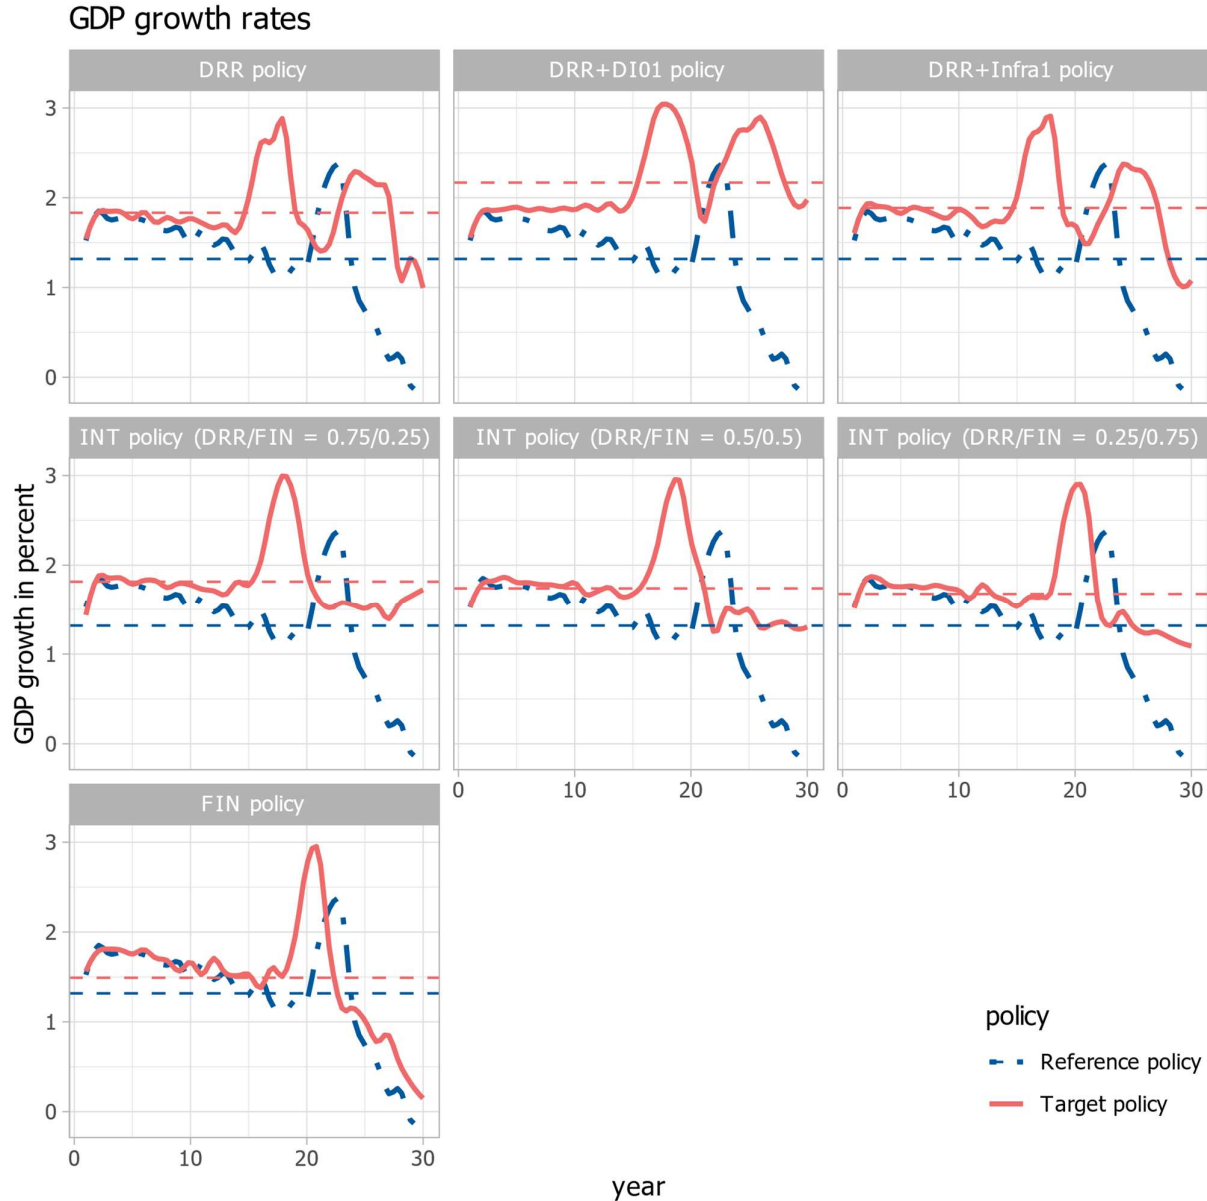 GDP growth rates
DRR policy
DRR+DI01 policy
DRR+Infra1 policy
3
2
1
0
INT policy (DRR/FIN = 0.75/0.25)
INT policy (DRR/FIN = 0.5/0.5)
INT policy (DRR/FIN = 0.25/0.75)
GDP growth in percent
3
2
1
0
0 10 20 30
0 10 20 30
FIN policy
3
2
1
0
0 10 20 30
policy
Reference policy
Target policy
year